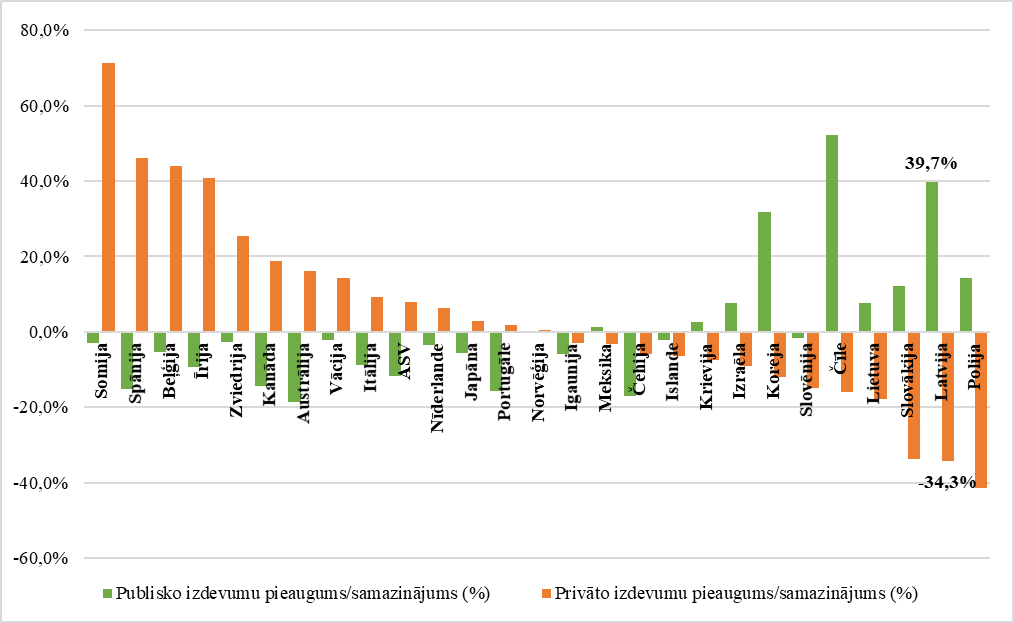 80,0%
60,0%
40,0%
20,0%
0,0%
-20,0%
-40,0%
-60,0%
39,7%
-34,3%
Somija
Spānija
Beļģija
Īrija
Zviedrija
Kanāda
Austrālija
Vācija
Itālija
ASV
Nīderlande
Japāna
Portugāle
Norvēģija
Igaunija
Meksika
Čehija
Islande
Krievija
Izraēla
Koreja
Slovēnija
Čīle
Lietuva
Slovākija
Latvija
Polija
Publisko izdevumu pieaugums/samazinājums (%)
Privāto izdevumu pieaugums/samazinājums (%)